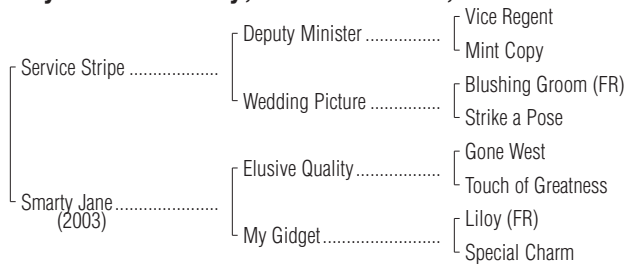 Vice Regent
Deputy Minister ...............
Mint Copy
Service Stripe ...................
Blushing Groom (FR)
Wedding Picture ..............
Strike a Pose
Gone West
Elusive Quality.................
Touch of Greatness
Smarty Jane......................
(2003)
Liloy (FR)
My Gidget........................
Special Charm